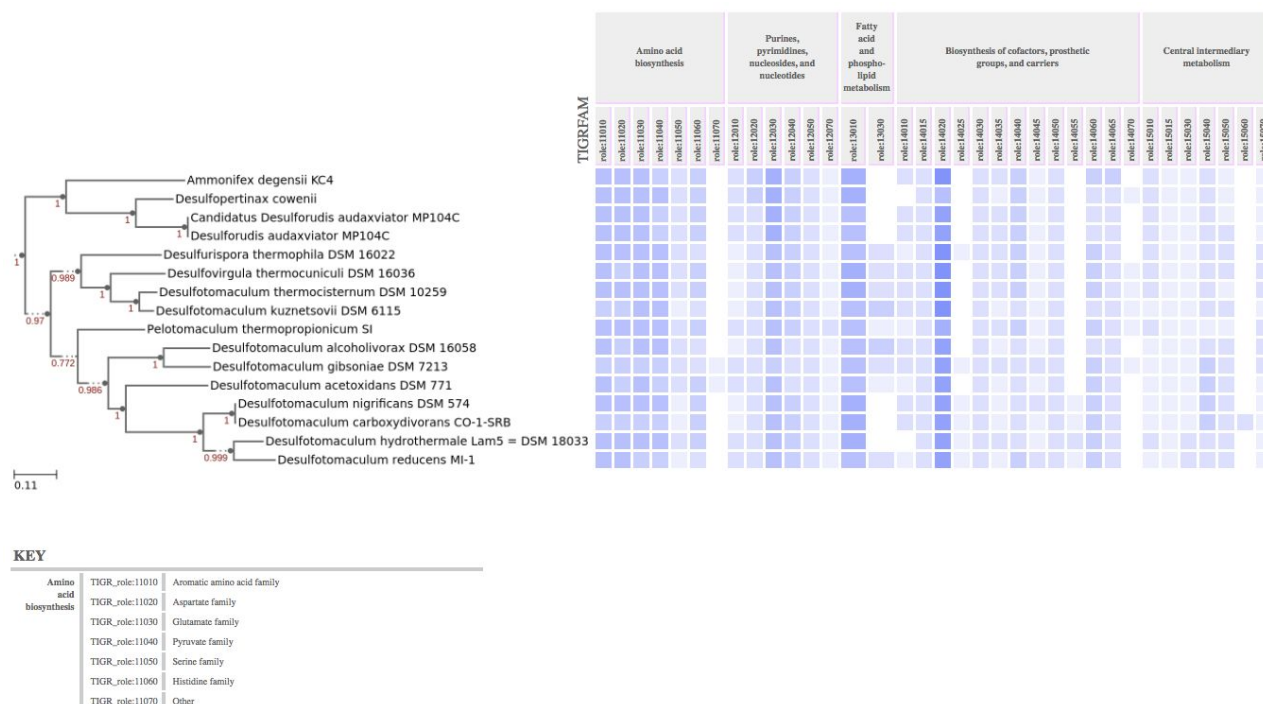 Amino acid
biosynthesis
Purines,
pyrimidines,
nucleosides, and
nucleotides
Fatty
acid
and
phospho-
lipid
metabolism
Biosynthesis of cofactors, prosthetic
groups, and carriers
Central intermediary
metabolism
TIGRFAM
role:11010
role:11020
role:11030
role:11040
role:11050
role:11060
role:11070
role:12010
role:12020
role:12030
role:12040
role:12050
role:12070
role:13010
role:13030
role:14010
role:14015
role:14020
role:14025
role:14030
role:14035
role:14040
role:14045
role:14050
role:14055
role:14060
role:14065
role:14070
role:15010
role:15015
role:15030
role:15040
role:15050
role:15060
Ammonifex degensii KC4
Desulfopertinax cowenii
1
Candidatus Desulforudis audaxviator MP104C
1
1
Desulforudis audaxviator MP104C
Desulfurispora thermophila DSM 16022
1
Desulfovirgula thermocuniculi DSM 16036
0.989
Desulfotomaculum thermocisternum DSM 10259
1
Desulfotomaculum kuznetsovii DSM 6115
1
0.97
Pelotomaculum thermopropionicum SI
Desulfotomaculum alcoholivorax DSM 16058
0.772
1
Desulfotomaculum gibsoniae DSM 7213
0.986
Desulfotomaculum acetoxidans DSM 771
Desulfotomaculum nigrificans DSM 574
1
1
Desulfotomaculum carboxydivorans CO-1-SRB
1
Desulfotomaculum hydrothermale Lam5 = DSM 18033
0.999
Desulfotomaculum reducens MI-1
0.11
KEY
Amino
acid
biosynthesis
TIGR_role:11010 Aromatic amino acid family
TIGR_role:11020 Aspartate family
TIGR_role:11030 Glutamate family
TIGR_role:11040 Pyruvate family
TIGR_role:11050 Serine family
TIGR_role:11060 Histidine family
TIGR_role:11070 Other